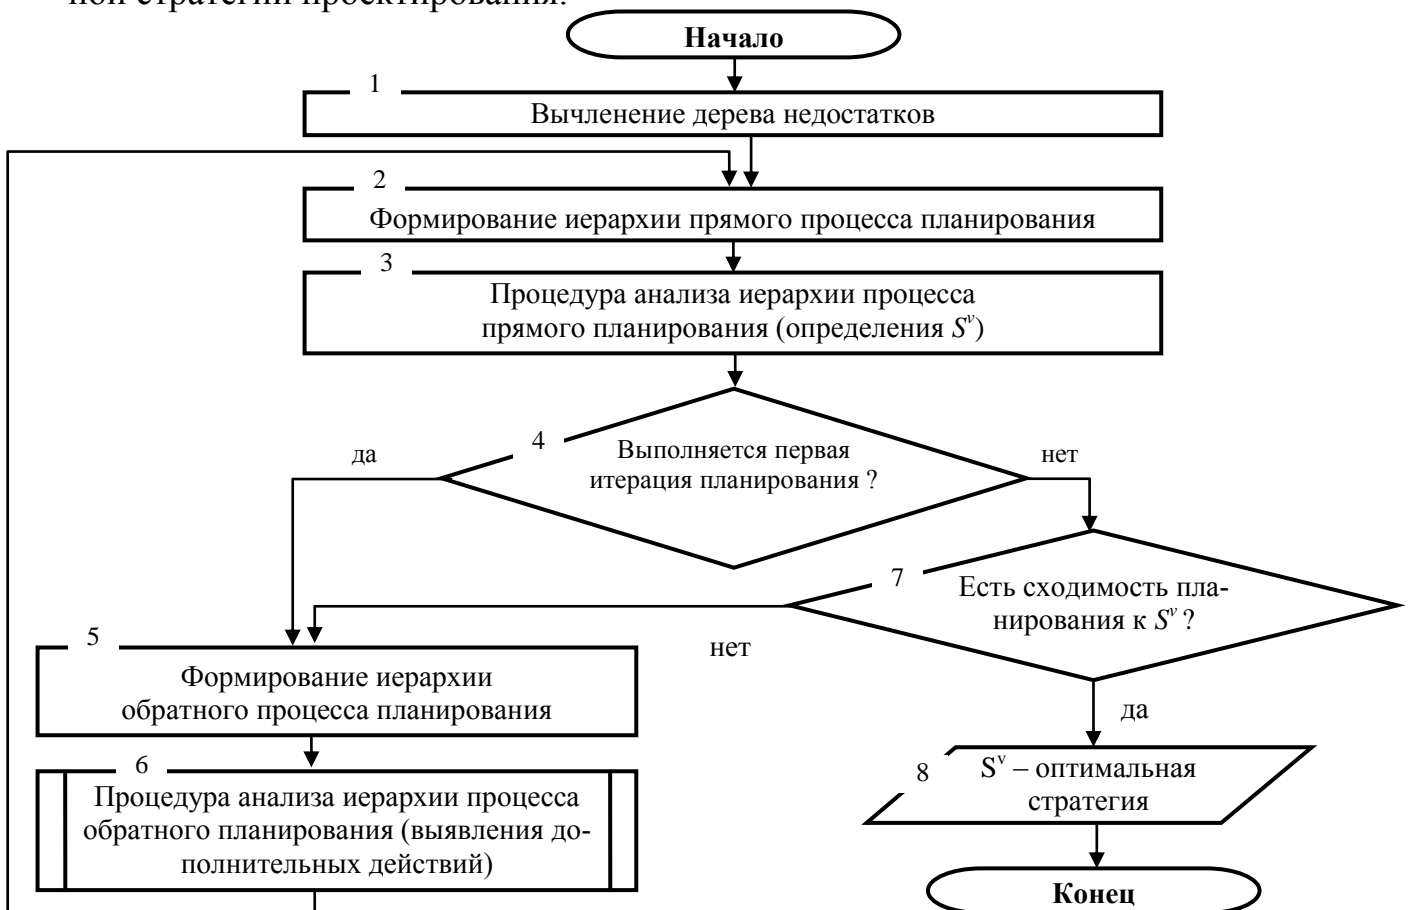 ной стратегии проектирования.
Начало
1
Вычленение дерева недостатков
2
Формирование иерархии прямого процесса планирования
3
Процедура анализа иерархии процесса
прямого планирования (определения Sᵛ)
4
Выполняется первая
итерация планирования ?
да
нет
7
Есть сходимость пла-
нирования к Sᵛ ?
нет
да
5
Формирование иерархии
обратного процесса планирования
6
Процедура анализа иерархии процесса
обратного планирования (выявления до-
полнительных действий)
8
Sᵛ – оптимальная
стратегия
Конец